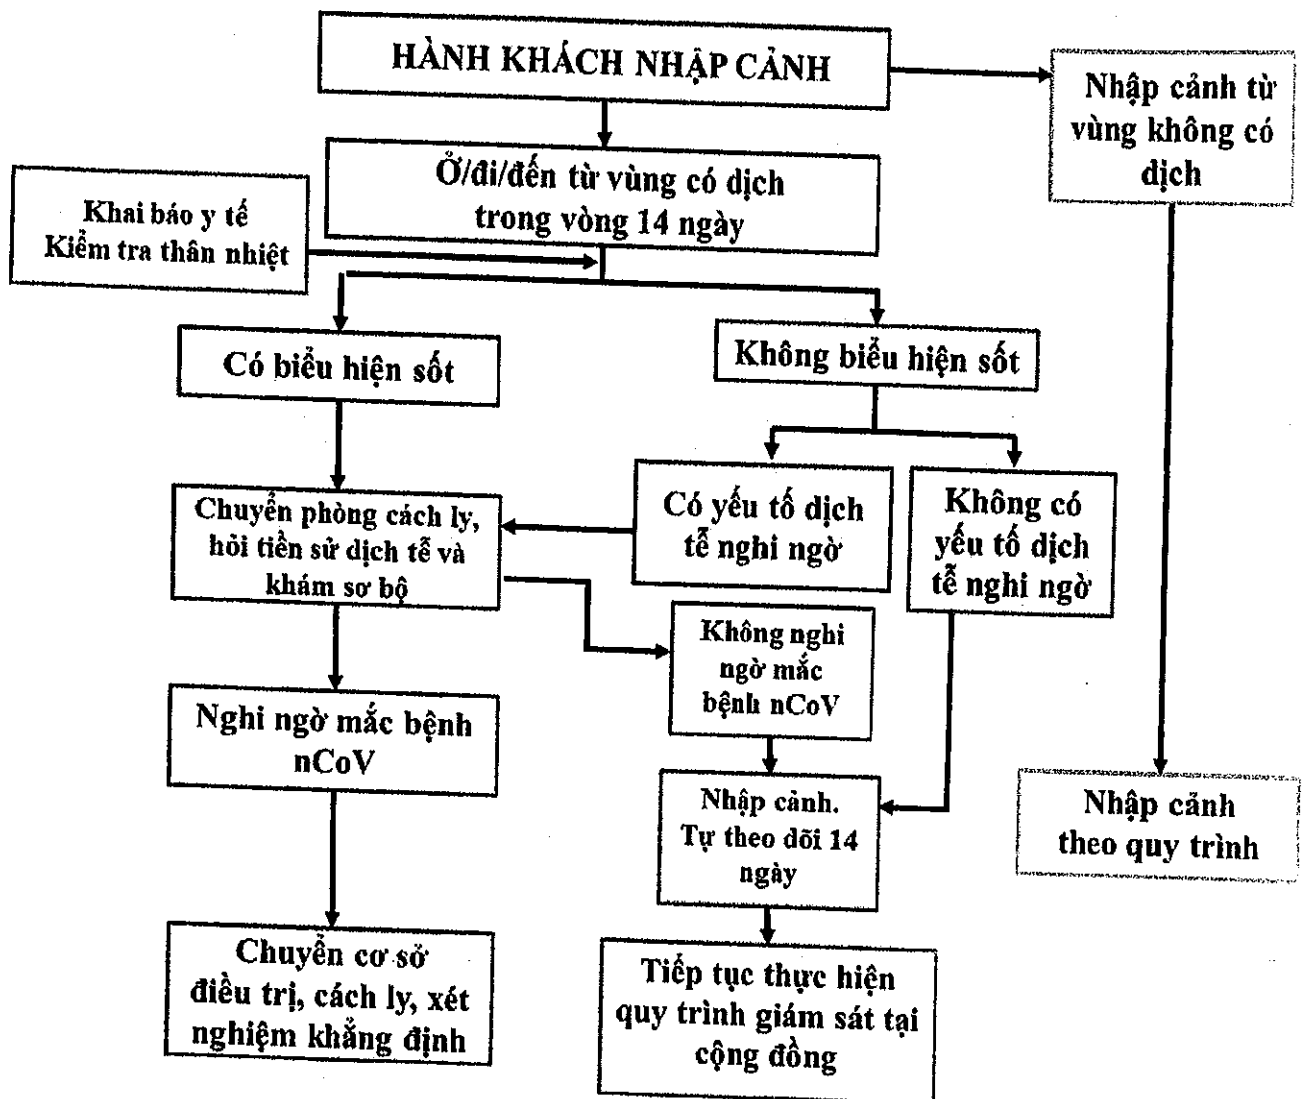 HÀNH KHÁCH NHẬP CẢNH
Nhập cảnh từ
vùng không có
dịch
Ở/đi/đến từ vùng có dịch
trong vòng 14 ngày
Khai báo y tế
Kiểm tra thân nhiệt
Có biểu hiện sốt
Không biểu hiện sốt
Chuyển phòng cách ly,
hỏi tiền sử dịch tễ và
khám sơ bộ
Có yếu tố dịch
tễ nghi ngờ
Không có
yếu tố dịch
tễ nghi ngờ
Không nghi
ngờ mắc
bệnh nCoV
Nghi ngờ mắc bệnh
nCoV
Nhập cảnh.
Tự theo dõi 14
ngày
Nhập cảnh
theo quy trình
Chuyển cơ sở
điều trị, cách ly, xét
nghiệm khẳng định
Tiếp tục thực hiện
quy trình giám sát tại
cộng đồng